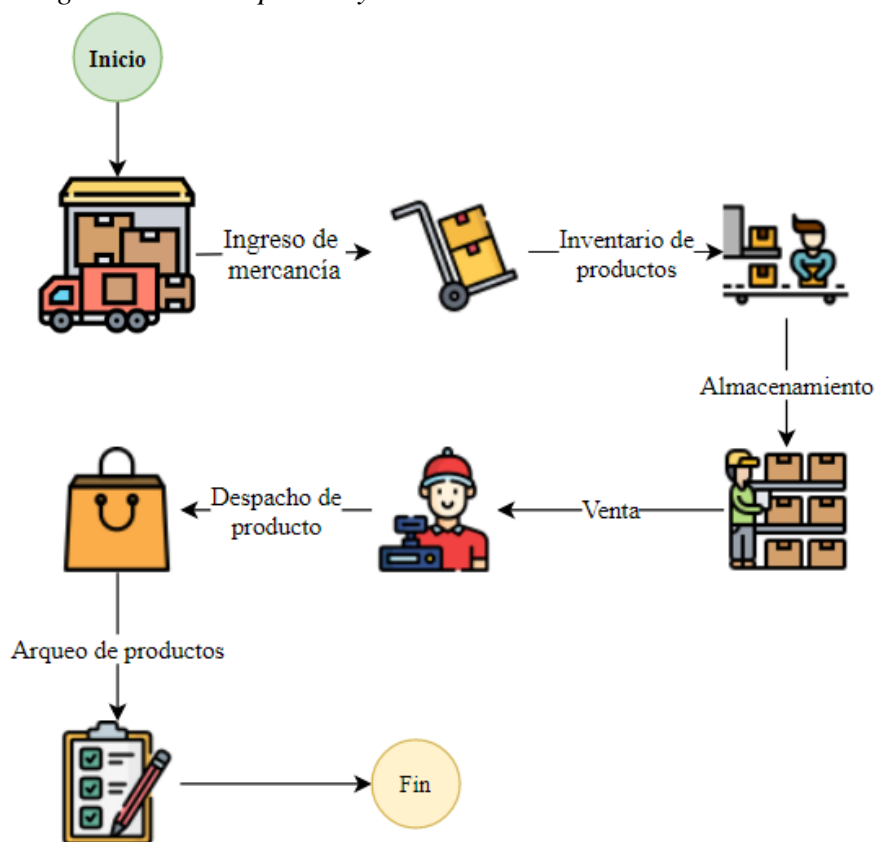 Inicio
Ingreso de
mercancía
Inventario de
productos
Almacenamiento
Venta
Despacho de
producto
Arqueo de productos
Fin